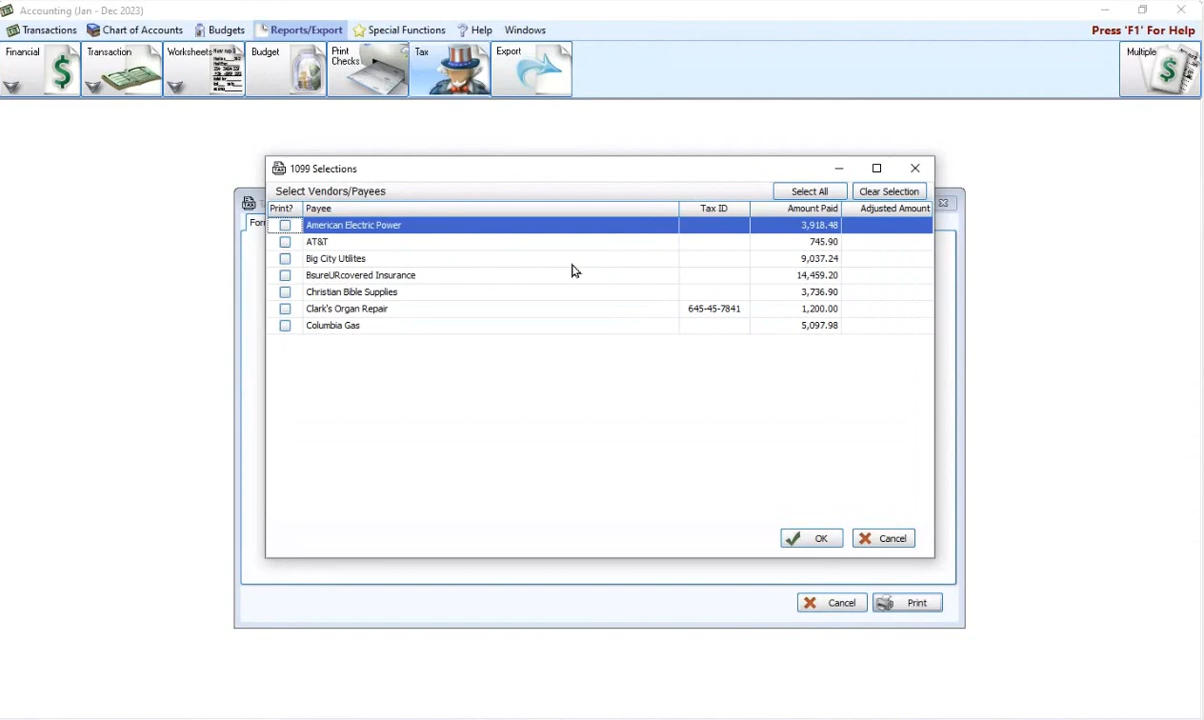 Accounting (Jan - Dec 2023)
Transactions Chart of Accounts Budgets Reports/Export Special Functions Help Windows Press 'F1' For Help
Financial Transaction Worksheets Budget Print Checks Tax Export Multiple
1099 Selections
Select Vendors/Payees Select All Clear Selection
Print? Payee Tax ID Amount Paid Adjusted Amount
For
American Electric Power 3,918.48
AT&T 745.90
Big City Utilites 9,037.24
BsureURcovered Insurance 14,459.20
Christian Bible Supplies 3,736.90
Clark's Organ Repair 645-45-7841 1,200.00
Columbia Gas 5,097.98
OK Cancel
Cancel Print